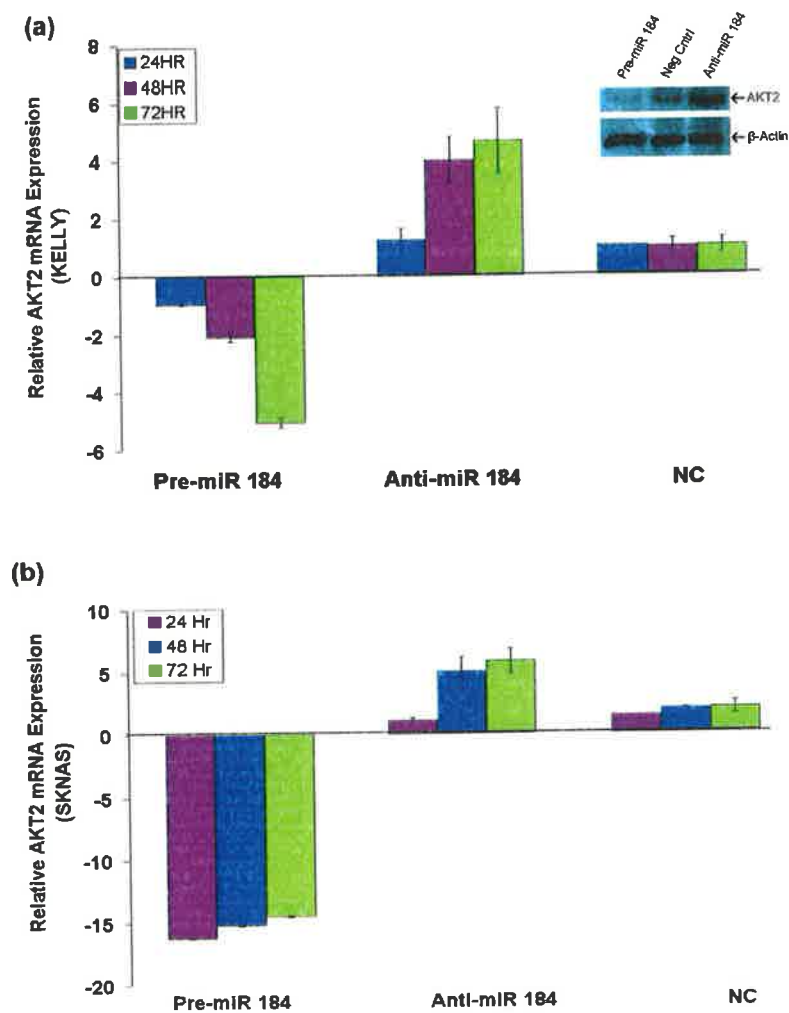 (a)
8
6
4
2
0
-2
-4
-6
Relative AKT2 mRNA Expression
(KELLY)
24HR
48HR
72HR
Pre-miR 184
Neg Cntrl
Anti-miR 184
←AKT2
←β-Actin
Pre-miR 184
Anti-miR 184
NC
(b)
10
5
0
-5
-10
-15
-20
Relative AKT2 mRNA Expression
(SKNAS)
24 Hr
48 Hr
72 Hr
Pre-miR 184
Anti-miR 184
NC